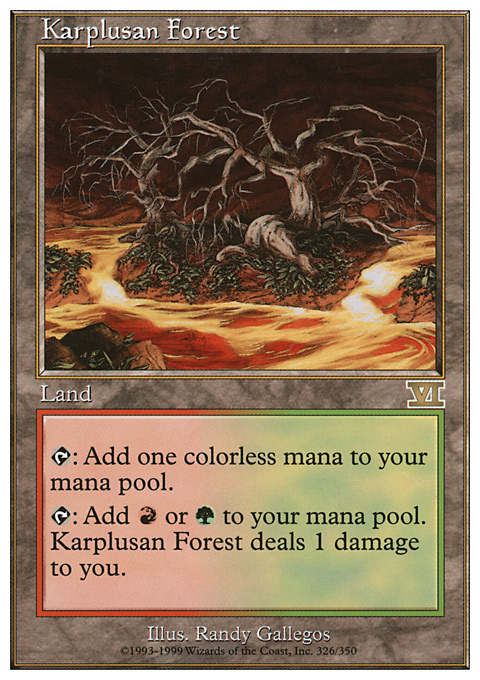 Karplusan Forest
Land
VI
: Add one colorless mana to your
mana pool.
: Add or to your mana pool.
Karplusan Forest deals 1 damage
to you.
Illus. Randy Gallegos
©1993-1999 Wizards of the Coast, Inc. 326/350